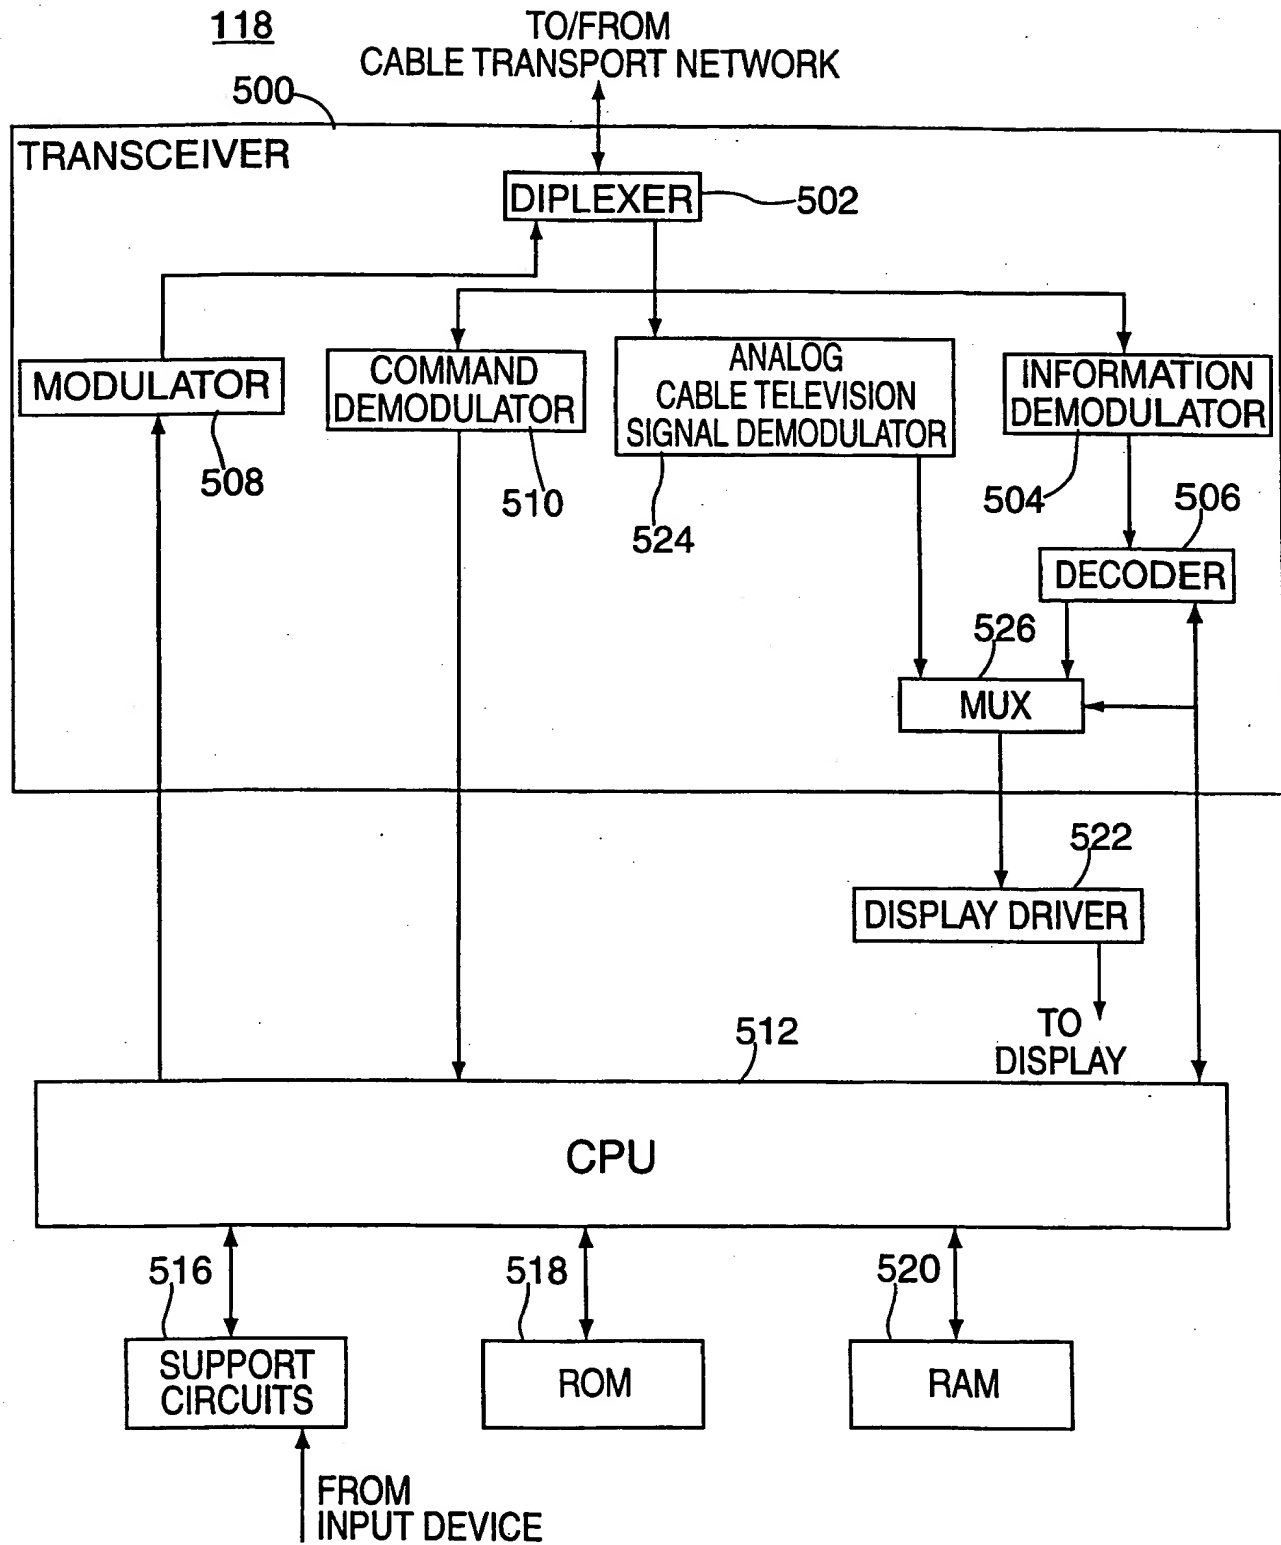 118
TO/FROM
CABLE TRANSPORT NETWORK
500
TRANSCEIVER
DIPLEXER
502
MODULATOR
508
COMMAND
DEMODULATOR
510
ANALOG
CABLE TELEVISION
SIGNAL DEMODULATOR
524
INFORMATION
DEMODULATOR
504
506
DECODER
526
MUX
522
DISPLAY DRIVER
TO
DISPLAY
512
CPU
516
518
520
SUPPORT
CIRCUITS
ROM
RAM
FROM
INPUT DEVICE